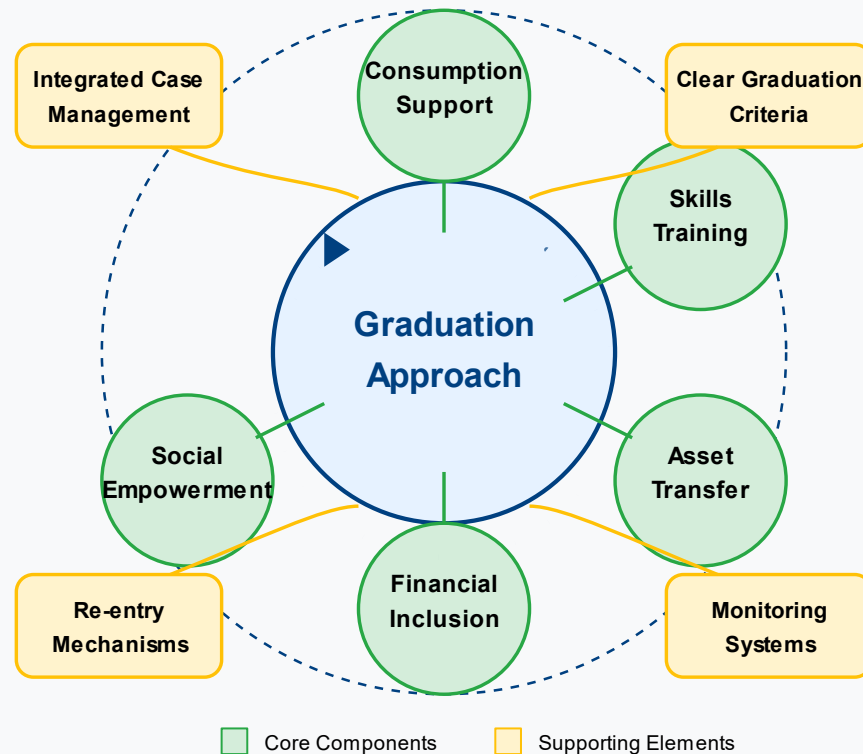 Integrated Case
Management
Consumption
Support
Clear Graduation
Criteria
Skills
Training
Graduation
Approach
Social
Empowerment
Asset
Transfer
Re-entry
Mechanisms
Financial
Inclusion
Monitoring
Systems
Core Components
Supporting Elements